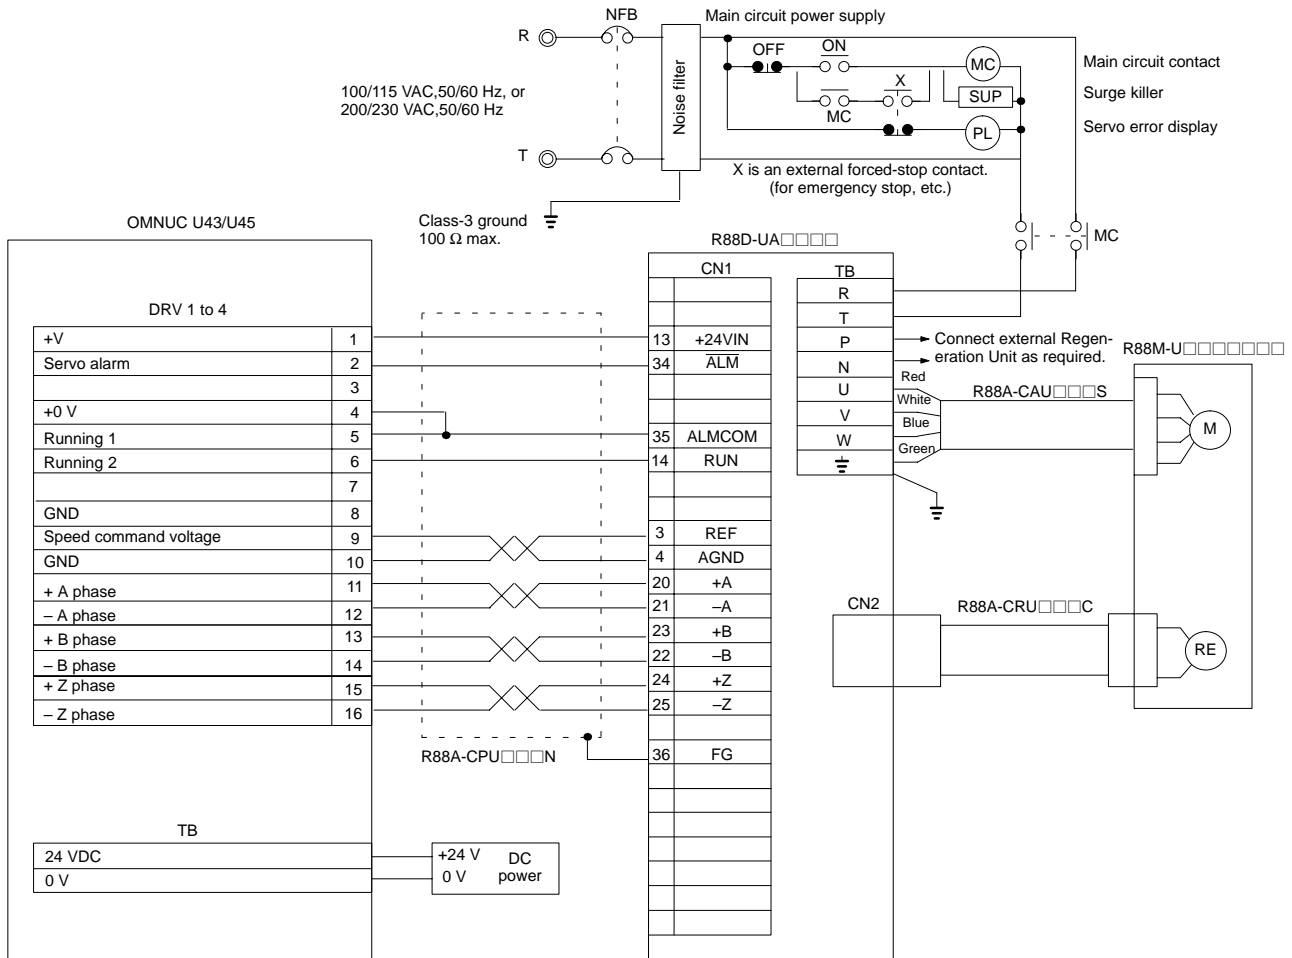 NFB
Main circuit power supply
R
OFF
ON
MC
Main circuit contact
100/115 VAC,50/60 Hz, or
200/230 VAC,50/60 Hz
Noise filter
X
MC
SUP
Surge killer
PL
Servo error display
T
X is an external forced-stop contact.
(for emergency stop, etc.)
Class-3 ground
100 Ω max.
MC
OMNUC U43/U45
DRV 1 to 4
+V 1
Servo alarm 2
3
+0 V 4
Running 1 5
Running 2 6
7
GND 8
Speed command voltage 9
GND 10
+ A phase 11
– A phase 12
+ B phase 13
– B phase 14
+ Z phase 15
– Z phase 16
TB
24 VDC
0 V
+24 V
0 V
DC
power
R88A-CPU□□□N
R88D-UA□□□□
CN1
13 +24VIN
34 A̅L̅M̅
35 ALMCOM
14 RUN
3 REF
4 AGND
20 +A
21 –A
23 +B
22 –B
24 +Z
25 –Z
36 FG
TB
R
T
P
N
U
V
W
Connect external Regen-
eration Unit as required.
Red
White
Blue
Green
R88A-CAU□□□S
R88M-U□□□□□□□
M
CN2
R88A-CRU□□□C
RE